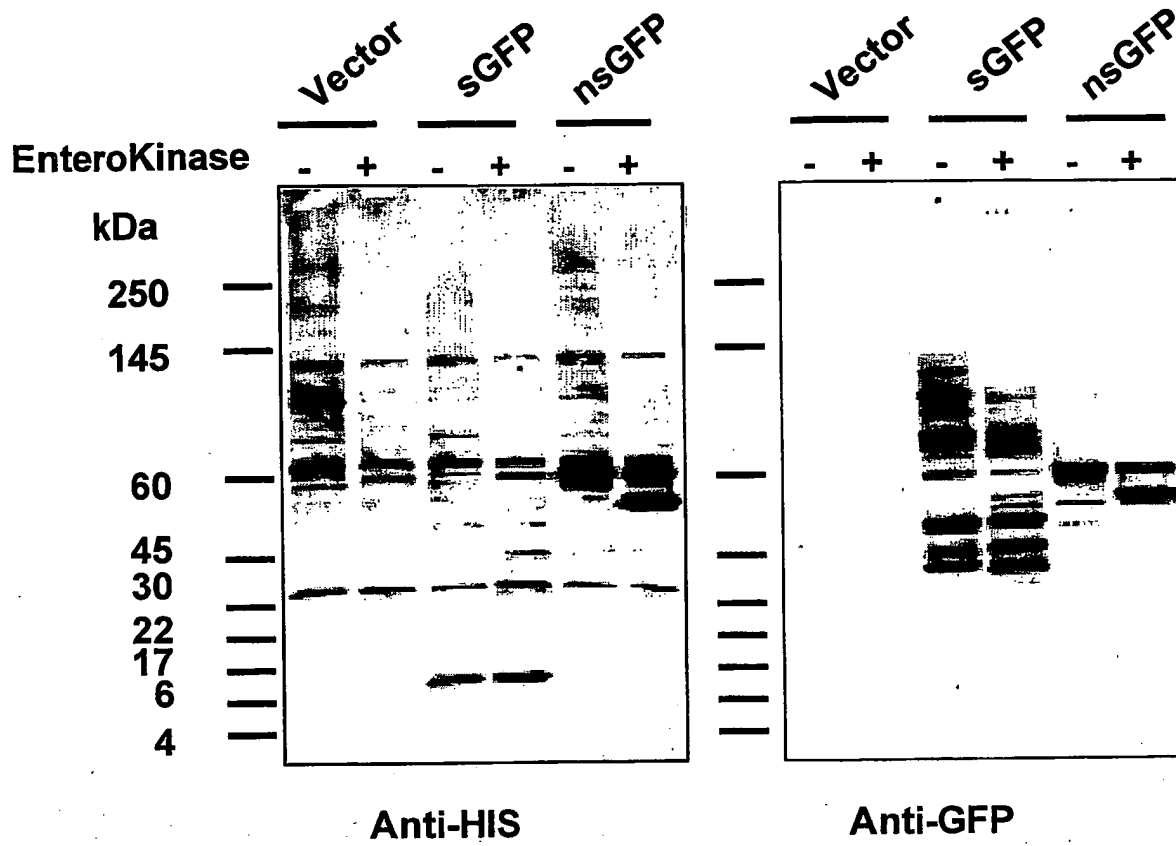 Vector sGFP nsGFP Vector sGFP nsGFP
EnteroKinase - + - + - + - + - + - +
kDa
250
145
60
45
30
22
17
6
4
Anti-HIS Anti-GFP